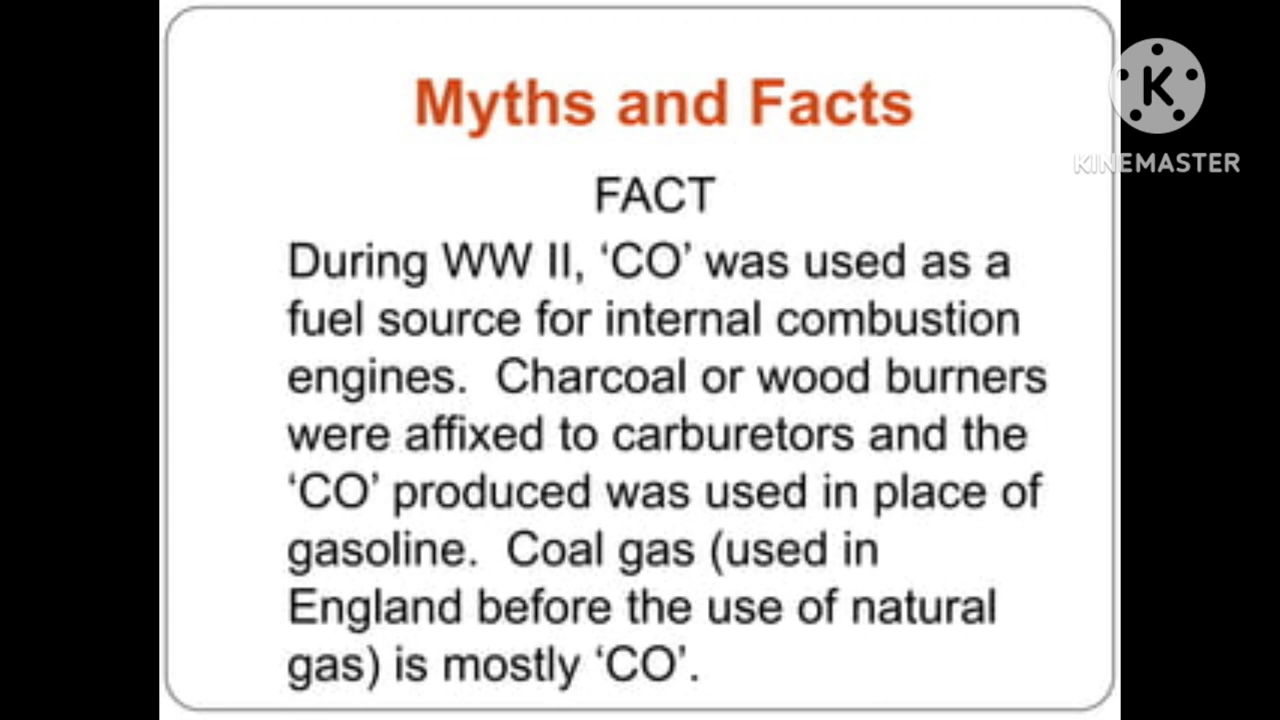 Myths and Facts
K
KINEMASTER
FACT
During WW II, ‘CO’ was used as a
fuel source for internal combustion
engines.  Charcoal or wood burners
were affixed to carburetors and the
‘CO’ produced was used in place of
gasoline.  Coal gas (used in
England before the use of natural
gas) is mostly ‘CO’.